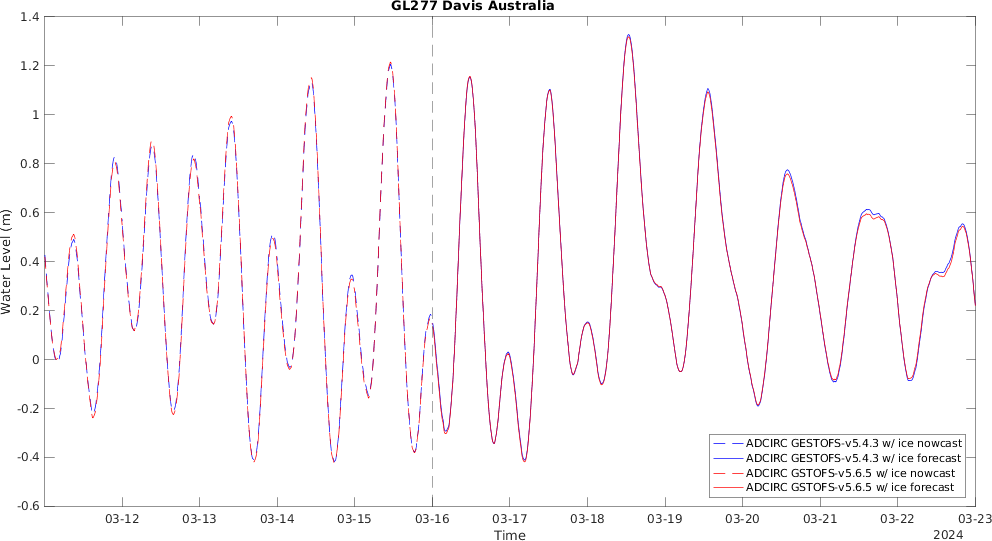 GL277 Davis Australia
1.4
1.2
1
0.8
0.6
0.4
0.2
0
-0.2
-0.4
-0.6
Water Level (m)
ADCIRC GESTOFS-v5.4.3 w/ ice nowcast
ADCIRC GESTOFS-v5.4.3 w/ ice forecast
ADCIRC GSTOFS-v5.6.5 w/ ice nowcast
ADCIRC GSTOFS-v5.6.5 w/ ice forecast
03-12 03-13 03-14 03-15 03-16 03-17 03-18 03-19 03-20 03-21 03-22 03-23
Time
2024